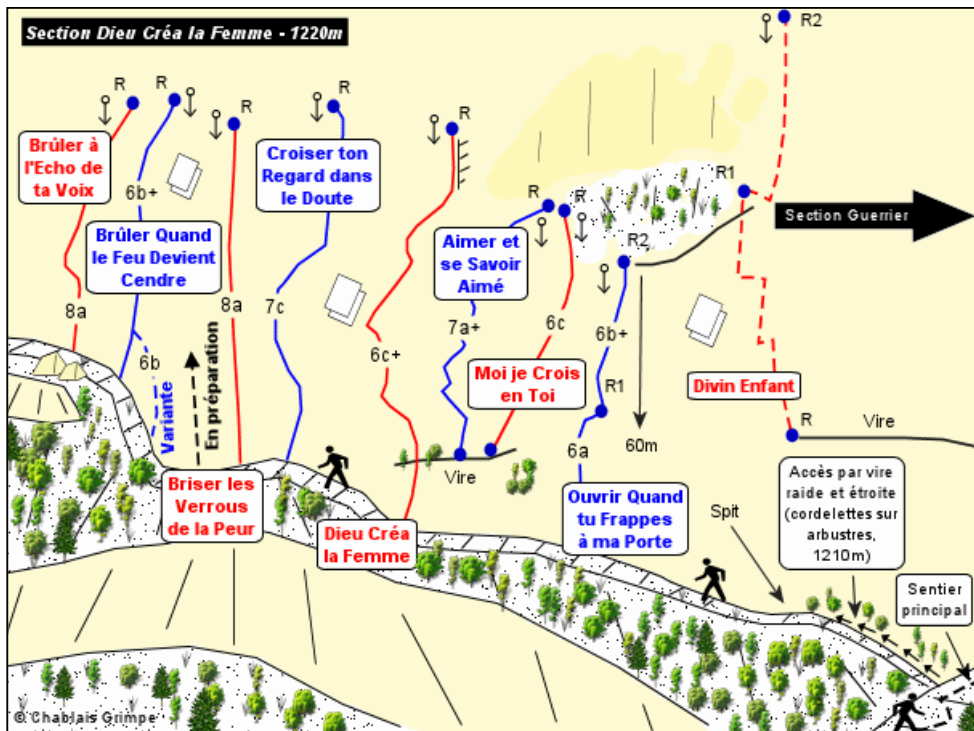 Section Dieu Créa la Femme - 1220m
R2
R
R
R
R
R
Brûler à
l'Echo de
ta Voix
Croiser ton
Regard dans
le Doute
6b+
R
R
R1
Section Guerrier
Brûler Quand
le Feu Devient
Cendre
Aimer et
se Savoir
Aimé
R2
8a
8a
7c
7a+
6c
6b+
6c+
6b
Variante
En préparation
Moi je Crois
en Toi
R1
Divin Enfant
60m
6a
R
Vire
Vire
Briser les
Verrous
de la Peur
Dieu Créa
la Femme
Ouvrir Quand
tu Frappes
à ma Porte
Spit
Accès par vire
raide et étroite
(cordelettes sur
arbustres,
1210m)
Sentier
principal
© Chablais Grimpe